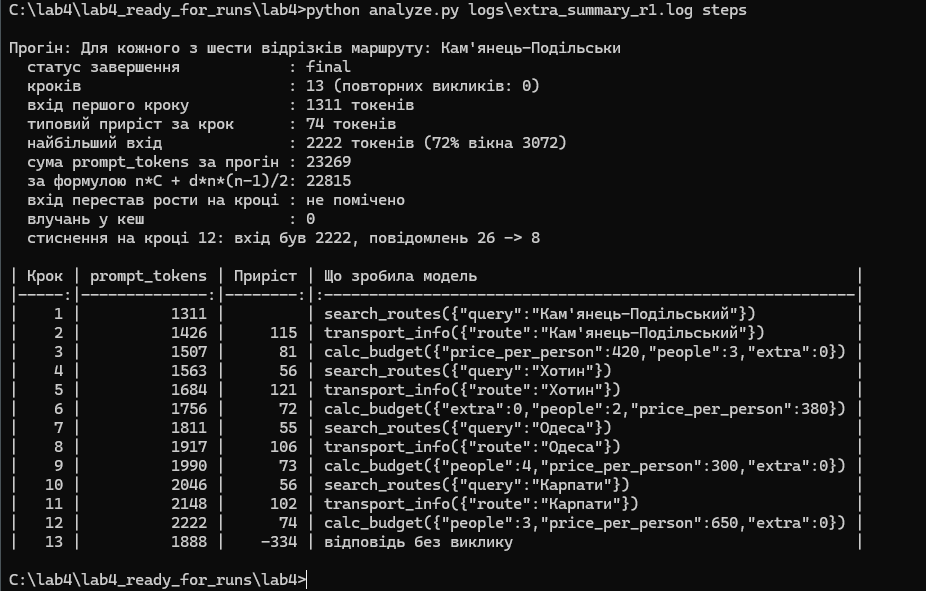 C:\lab4\lab4_ready_for_runs\lab4>python analyze.py logs\extra_summary_r1.log steps
Прогін: Для кожного з шести відрізків маршруту: Кам'янець-Подільськи
статус завершення : final
кроків : 13 (повторних викликів: 0)
вхід першого кроку : 1311 токенів
типовий приріст за крок : 74 токенів
найбільший вхід : 2222 токенів (72% вікна 3072)
сума prompt_tokens за прогін : 23269
за формулою n*C + d*n*(n-1)/2: 22815
вхід перестав рости на кроці : не помічено
влучань у кеш : 0
стиснення на кроці 12: вхід був 2222, повідомлень 26 -> 8
| Крок | prompt_tokens | Приріст | Що зробила модель |
|-----:|--------------:|--------:|:----------------------------------------------------------|
| 1 | 1311 | | search_routes({"query":"Кам'янець-Подільський"}) |
| 2 | 1426 | 115 | transport_info({"route":"Кам'янець-Подільський"}) |
| 3 | 1507 | 81 | calc_budget({"price_per_person":420,"people":3,"extra":0}) |
| 4 | 1563 | 56 | search_routes({"query":"Хотин"}) |
| 5 | 1684 | 121 | transport_info({"route":"Хотин"}) |
| 6 | 1756 | 72 | calc_budget({"extra":0,"people":2,"price_per_person":380}) |
| 7 | 1811 | 55 | search_routes({"query":"Одеса"}) |
| 8 | 1917 | 106 | transport_info({"route":"Одеса"}) |
| 9 | 1990 | 73 | calc_budget({"people":4,"price_per_person":300,"extra":0}) |
| 10 | 2046 | 56 | search_routes({"query":"Карпати"}) |
| 11 | 2148 | 102 | transport_info({"route":"Карпати"}) |
| 12 | 2222 | 74 | calc_budget({"people":3,"price_per_person":650,"extra":0}) |
| 13 | 1888 | -334 | відповідь без виклику |
C:\lab4\lab4_ready_for_runs\lab4>